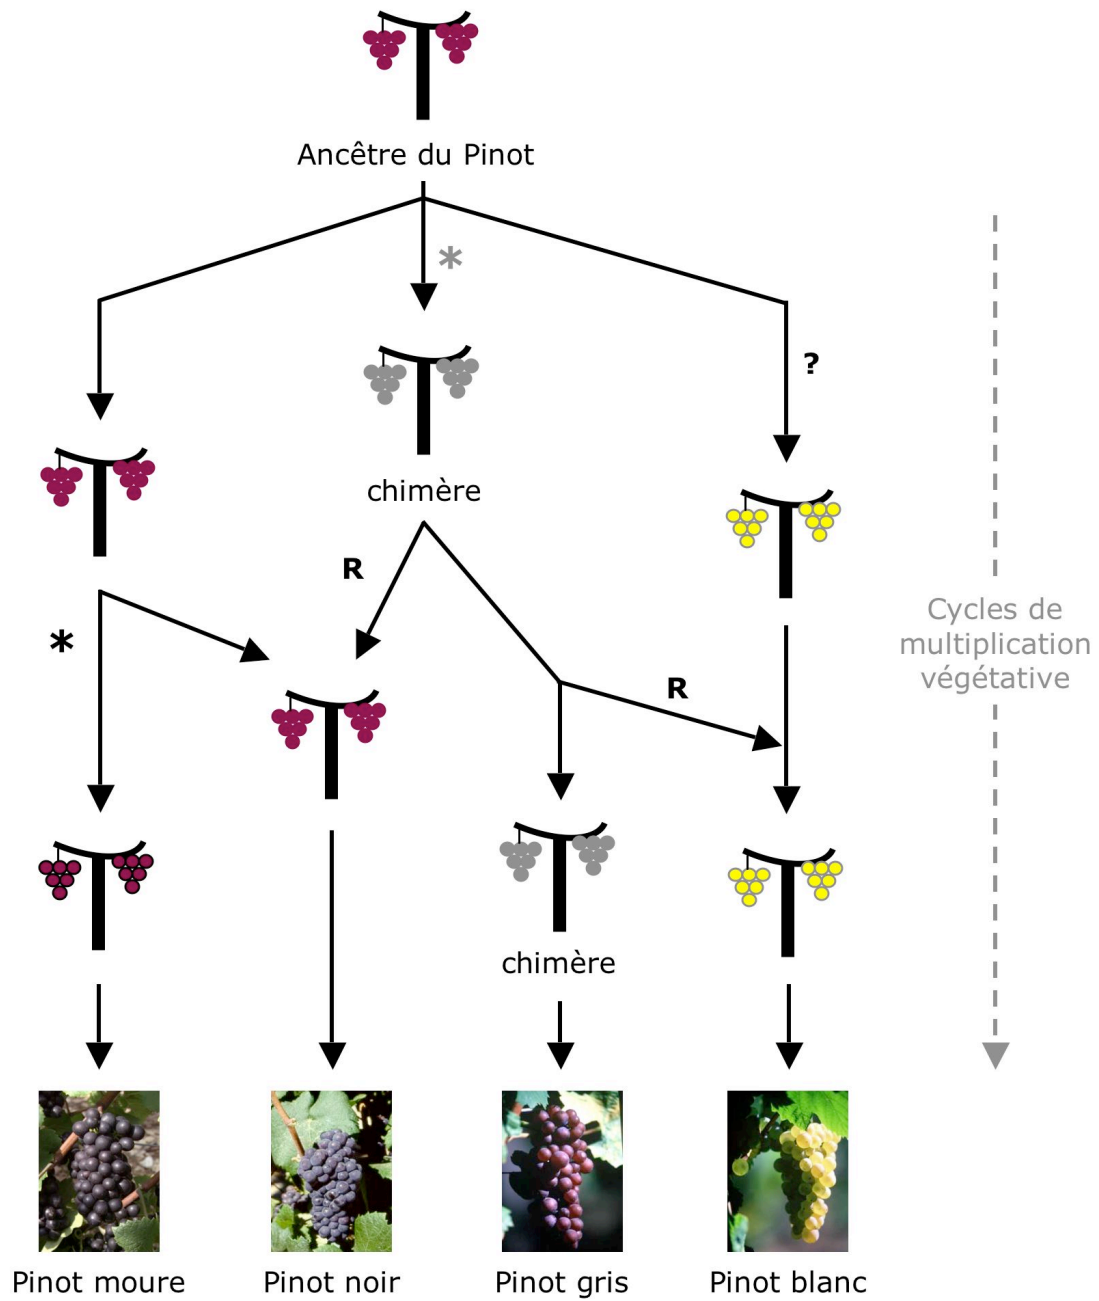 Ancêtre du Pinot
*
?
chimère
R
Cycles de
multiplication
végétative
*
R
chimère
Pinot moure
Pinot noir
Pinot gris
Pinot blanc